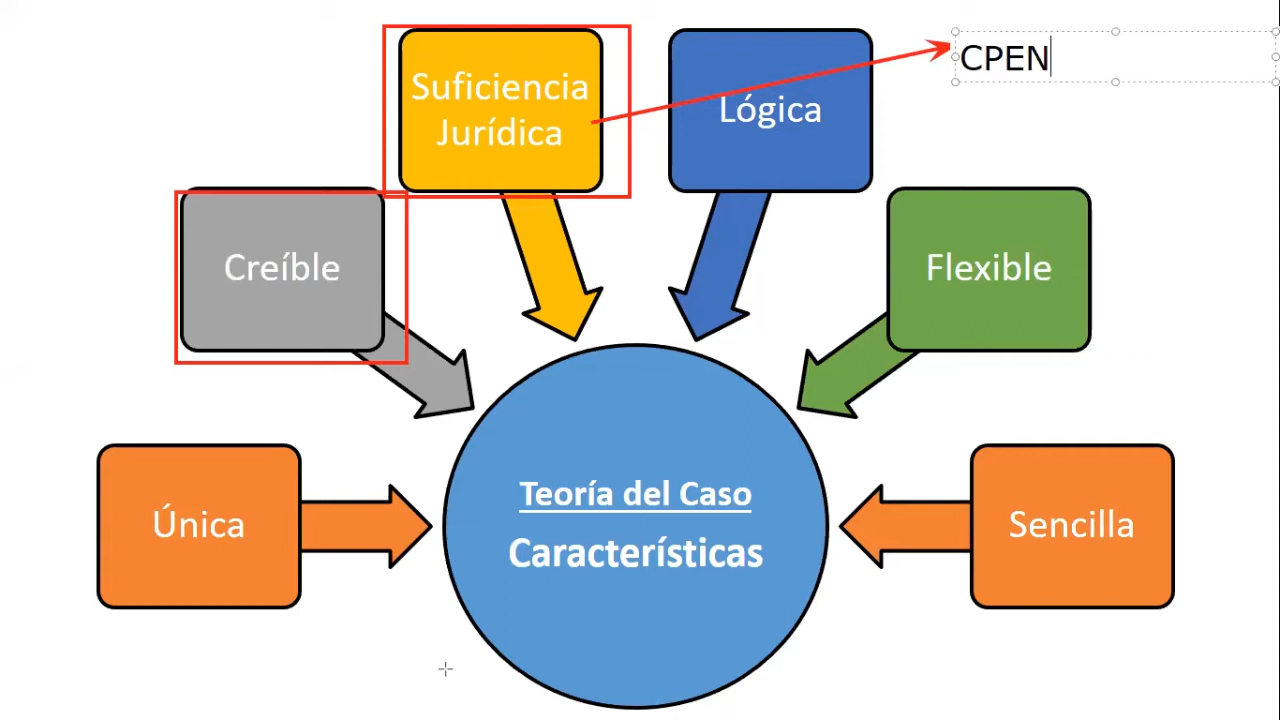 CPEN
Suficiencia
Jurídica
Lógica
Creíble
Flexible
Única
Teoría del Caso
Características
Sencilla